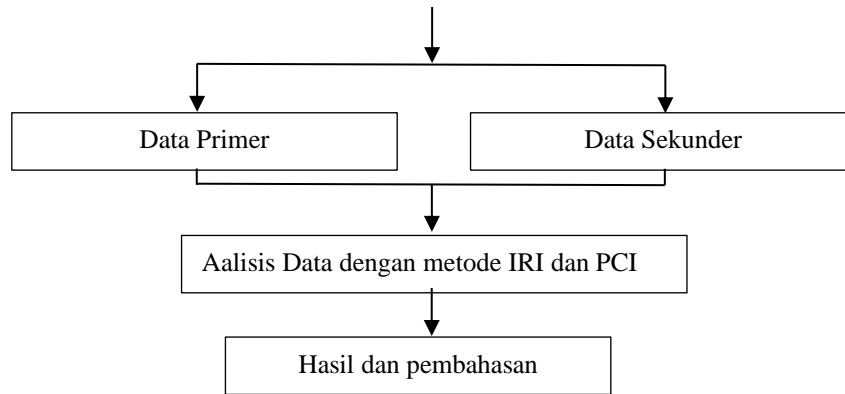 Data Primer
Data Sekunder
Aalisis Data dengan metode IRI dan PCI
Hasil dan pembahasan